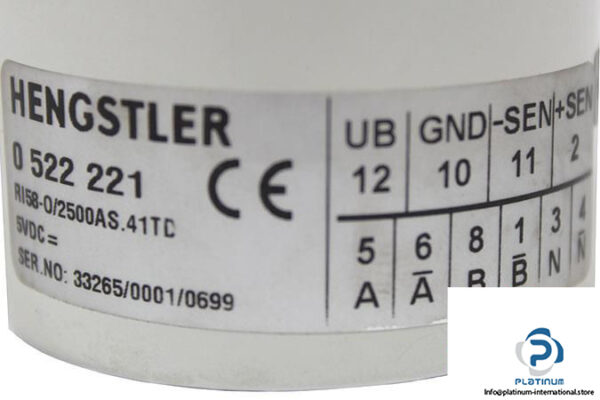 HENGSTLER
0 522 221
RI58-O/2500AS.41TD
5VDC=
SER.NO: 33265/0001/0699
CE
UB GND -SEN +SEN
12 10 11 2
5 6 8 1 3 4
A A̅ B B̅ N N̅
PLATINUM
Info@platinum-international.store